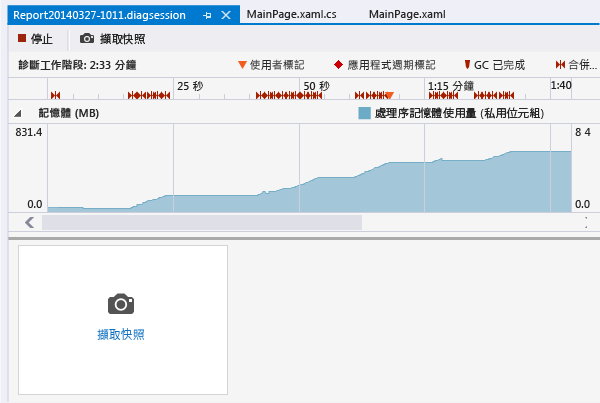 Report20140327-1011.diagsession MainPage.xaml.cs MainPage.xaml
停止 擷取快照
診斷工作階段: 2:33 分鐘 使用者標記 應用程式週期標記 GC 已完成 合併...
25 秒 50 秒 1:15 分鐘 1:40
記憶體 (MB) 處理序記憶體使用量 (私用位元組)
831.4 8 4
0.0 0.0
擷取快照